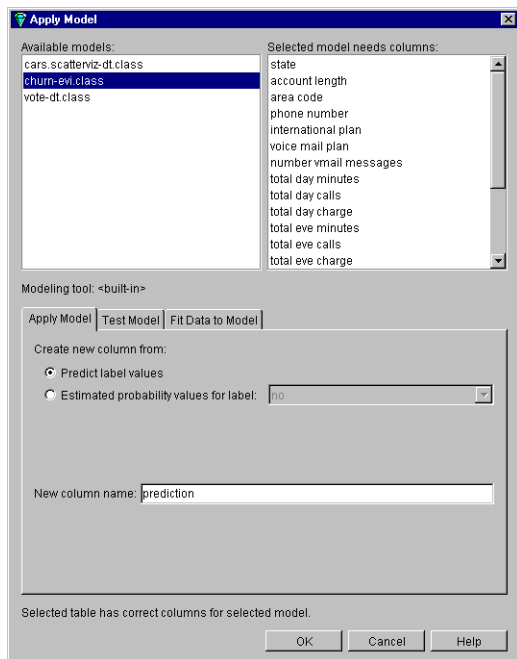 Apply Model
Available models:
cars.scatterviz-dt.class
churn-evi.class
vote-dt.class
Selected model needs columns:
state
account length
area code
phone number
international plan
voice mail plan
number vmail messages
total day minutes
total day calls
total day charge
total eve minutes
total eve calls
total eve charge
Modeling tool: <built-in>
Apply Model Test Model Fit Data to Model
Create new column from:
Predict label values
Estimated probability values for label: no
New column name: prediction
Selected table has correct columns for selected model.
OK Cancel Help